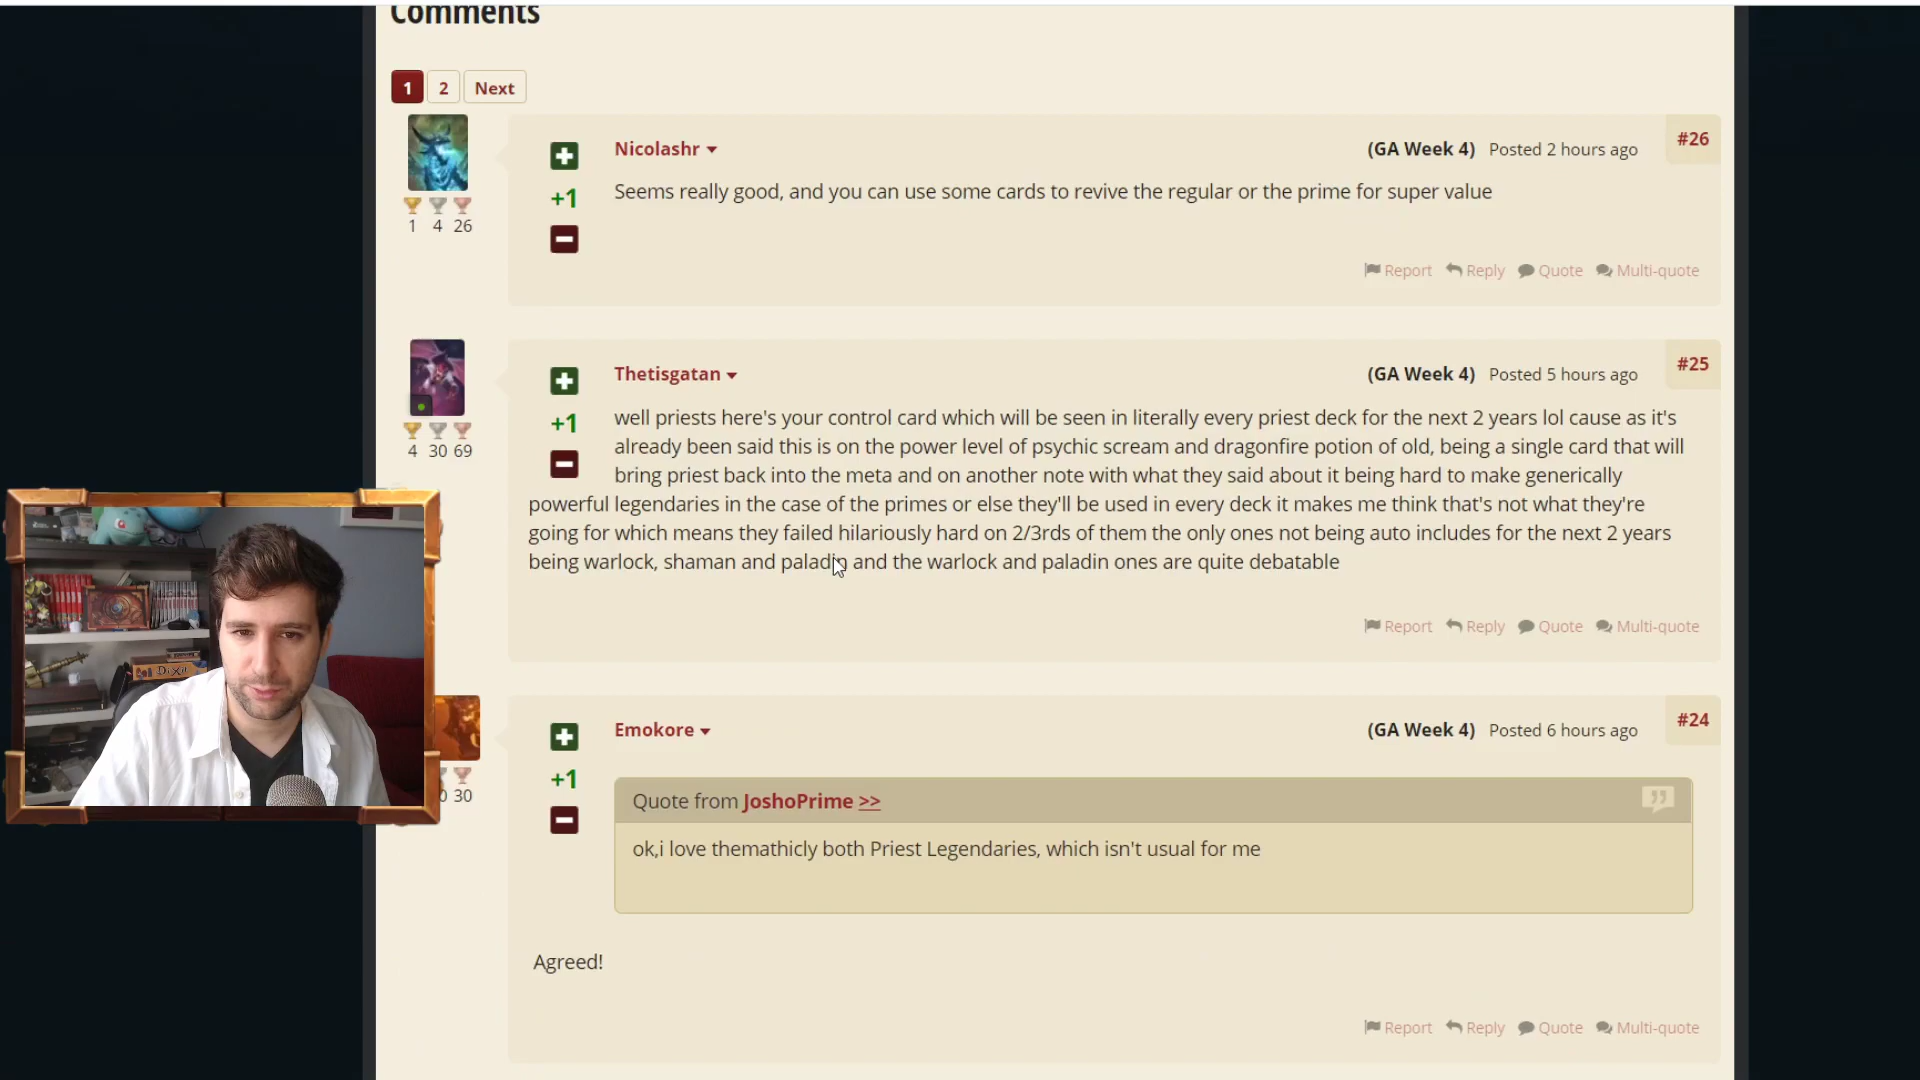 Comments
1 2 Next
Nicolashr (GA Week 4) Posted 2 hours ago #26
+1
Seems really good, and you can use some cards to revive the regular or the prime for super value
1 4 26
Report Reply Quote Multi-quote
Thetisgatan (GA Week 4) Posted 5 hours ago #25
+1
4 30 69
well priests here's your control card which will be seen in literally every priest deck for the next 2 years lol cause as it's
already been said this is on the power level of psychic scream and dragonfire potion of old, being a single card that will
bring priest back into the meta and on another note with what they said about it being hard to make generically
powerful legendaries in the case of the primes or else they'll be used in every deck it makes me think that's not what they're
going for which means they failed hilariously hard on 2/3rds of them the only ones not being auto includes for the next 2 years
being warlock, shaman and paladin and the warlock and paladin ones are quite debatable
Report Reply Quote Multi-quote
DiXit
Emokore (GA Week 4) Posted 6 hours ago #24
+1
0 30
Quote from JoshoPrime >>
ok,i love themathicly both Priest Legendaries, which isn't usual for me
Agreed!
Report Reply Quote Multi-quote